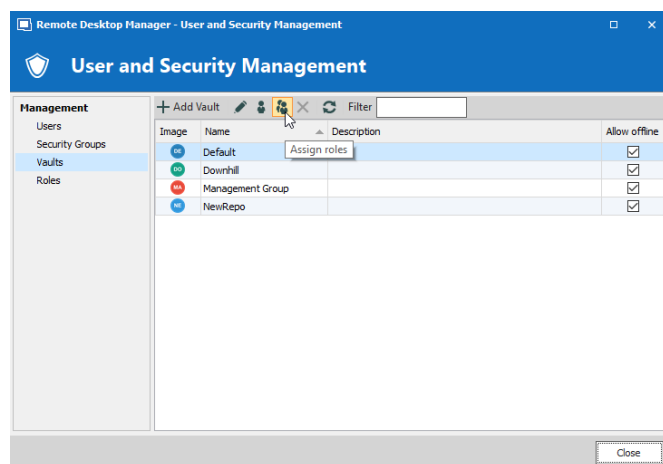 Remote Desktop Manager - User and Security Management
User and Security Management
Management
Users
Security Groups
Vaults
Roles
Add Vault Filter
Image Name Description Allow offline
DE Default
Assign roles
DO Downhill
MA Management Group
NE NewRepo
Close